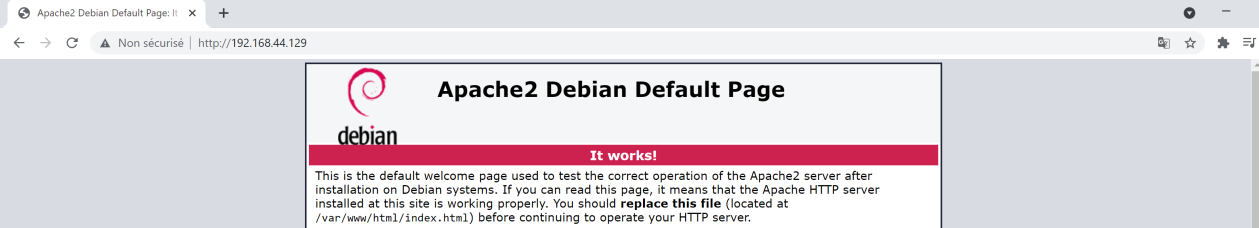 Apache2 Debian Default Page: It
Non sécurisé | http://192.168.44.129
debian
Apache2 Debian Default Page
It works!
This is the default welcome page used to test the correct operation of the Apache2 server after
installation on Debian systems. If you can read this page, it means that the Apache HTTP server
installed at this site is working properly. You should replace this file (located at
/var/www/html/index.html) before continuing to operate your HTTP server.